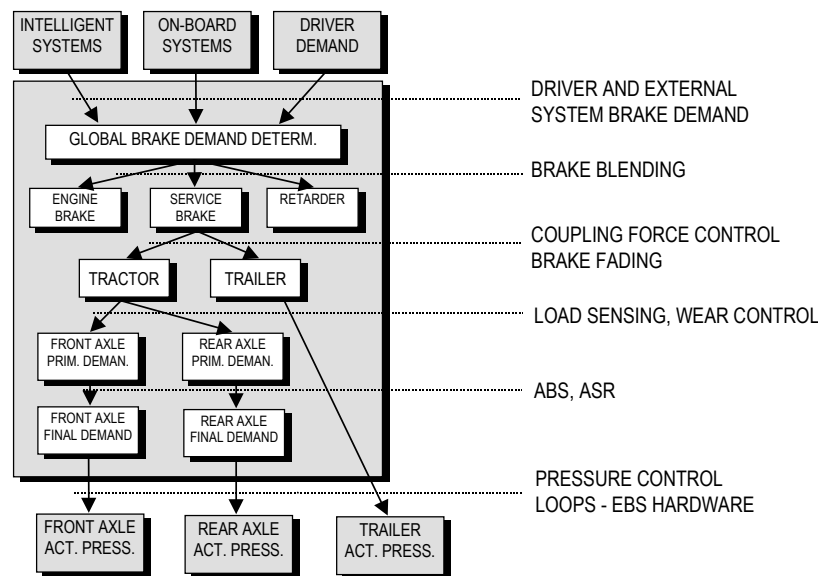 INTELLIGENT
SYSTEMS
ON-BOARD
SYSTEMS
DRIVER
DEMAND
DRIVER AND EXTERNAL
SYSTEM BRAKE DEMAND
GLOBAL BRAKE DEMAND DETERM.
BRAKE BLENDING
ENGINE
BRAKE
SERVICE
BRAKE
RETARDER
COUPLING FORCE CONTROL
BRAKE FADING
TRACTOR
TRAILER
LOAD SENSING, WEAR CONTROL
FRONT AXLE
PRIM. DEMAN.
REAR AXLE
PRIM. DEMAN.
ABS, ASR
FRONT AXLE
FINAL DEMAND
REAR AXLE
FINAL DEMAND
PRESSURE CONTROL
LOOPS - EBS HARDWARE
FRONT AXLE
ACT. PRESS.
REAR AXLE
ACT. PRESS.
TRAILER
ACT. PRESS.